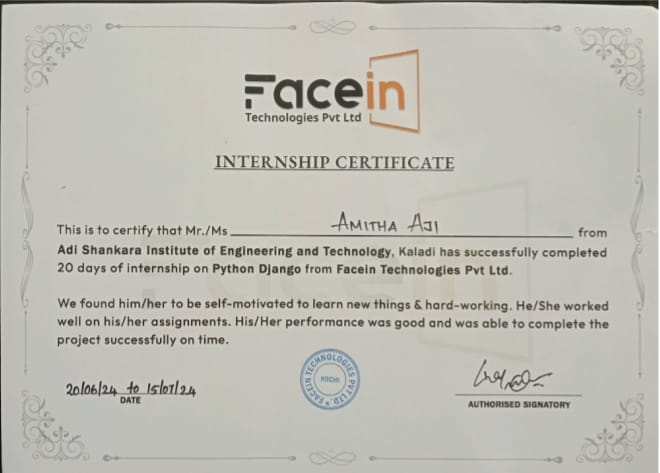 Facein
Technologies Pvt Ltd
INTERNSHIP CERTIFICATE
This is to certify that Mr./Ms AMITHA AJI from
Adi Shankara Institute of Engineering and Technology, Kaladi has successfully completed
20 days of internship on Python Django from Facein Technologies Pvt Ltd.
We found him/her to be self-motivated to learn new things & hard-working. He/She worked
well on his/her assignments. His/Her performance was good and was able to complete the
project successfully on time.
20/06/24 to 15/07/24
DATE
FACEIN TECHNOLOGIES PVT LTD.
KOCHI
AUTHORISED SIGNATORY